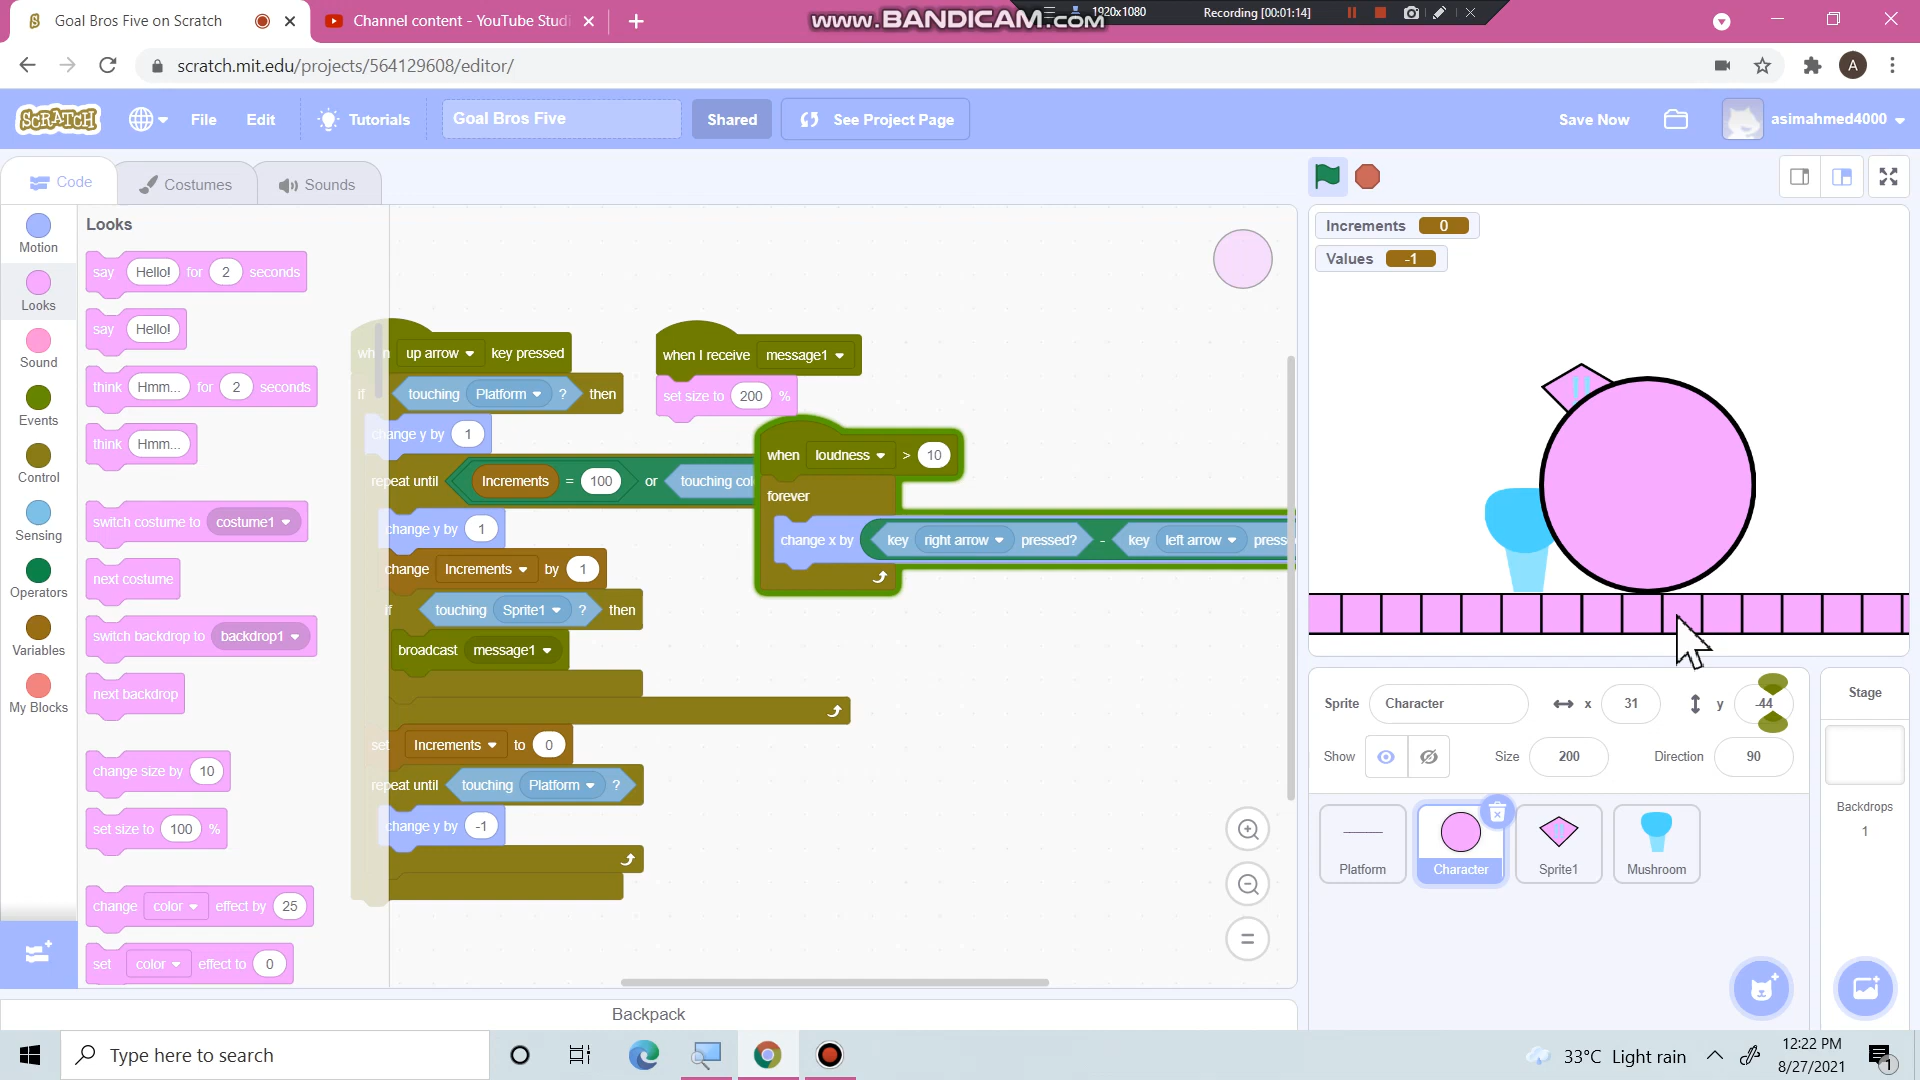 Goal Bros Five on Scratch
Channel content - YouTube Studi
www.BANDICAM.com
1920x1080
Recording [00:01:14]
scratch.mit.edu/projects/564129608/editor/
A
SCRATCH
File
Edit
Tutorials
Goal Bros Five
Shared
See Project Page
Save Now
asimahmed4000
Code
Costumes
Sounds
Motion
Looks
Sound
Events
Control
Sensing
Operators
Variables
My Blocks
Looks
say Hello! for 2 seconds
say Hello!
think Hmm... for 2 seconds
think Hmm...
switch costume to costume1
next costume
switch backdrop to backdrop1
next backdrop
change size by 10
set size to 100 %
change color effect by 25
set color effect to 0
when up arrow key pressed
if touching Platform ? then
change y by 1
repeat until Increments = 100 or touching col
change y by 1
change Increments by 1
if touching Sprite1 ? then
broadcast message1
set Increments to 0
repeat until touching Platform ?
change y by -1
when I receive message1
set size to 200 %
when loudness > 10
forever
change x by key right arrow pressed? - key left arrow press
Increments 0
Values -1
Sprite Character x 31 y -44
Show Size 200 Direction 90
Platform
Character
Sprite1
Mushroom
Stage
Backdrops
1
Backpack
Type here to search
33°C Light rain
12:22 PM
8/27/2021
1